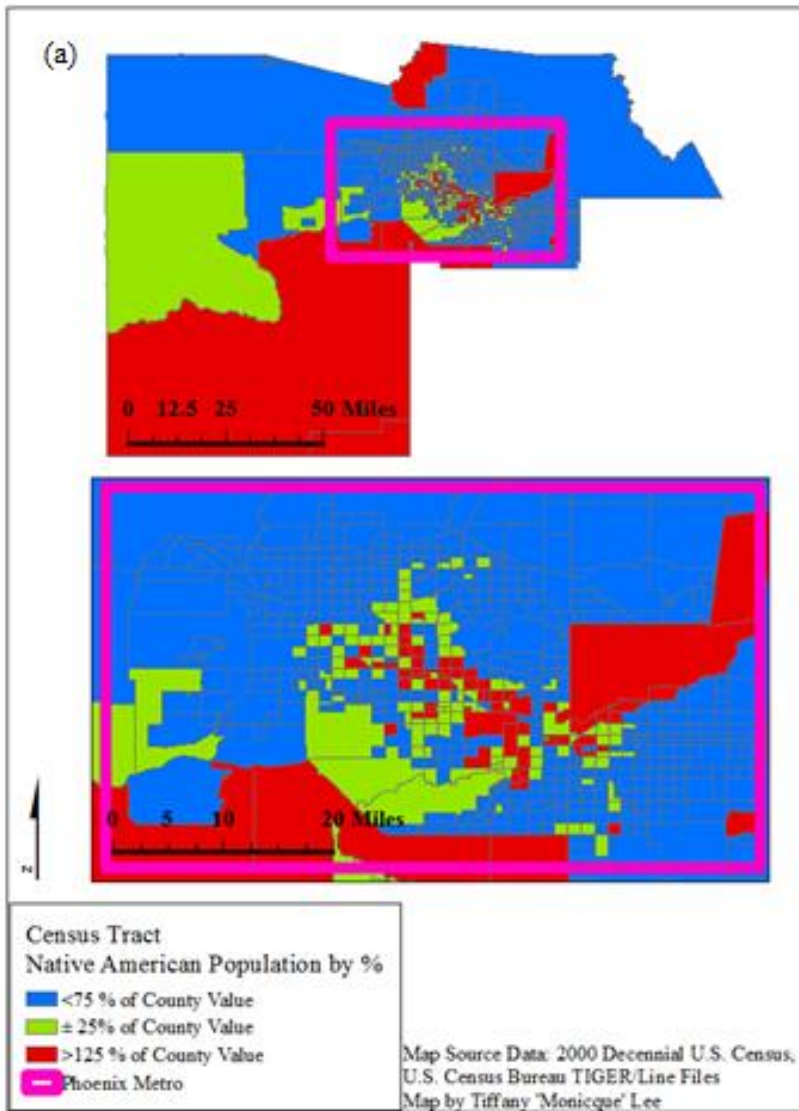 (a)
0 12.5 25 50 Miles
0 5 10 20 Miles
z
Census Tract
Native American Population by %
<75 % of County Value
± 25% of County Value
>125 % of County Value
Phoenix Metro
Map Source Data: 2000 Decennial U.S. Census,
U.S. Census Bureau TIGER/Line Files
Map by Tiffany 'Monicque' Lee